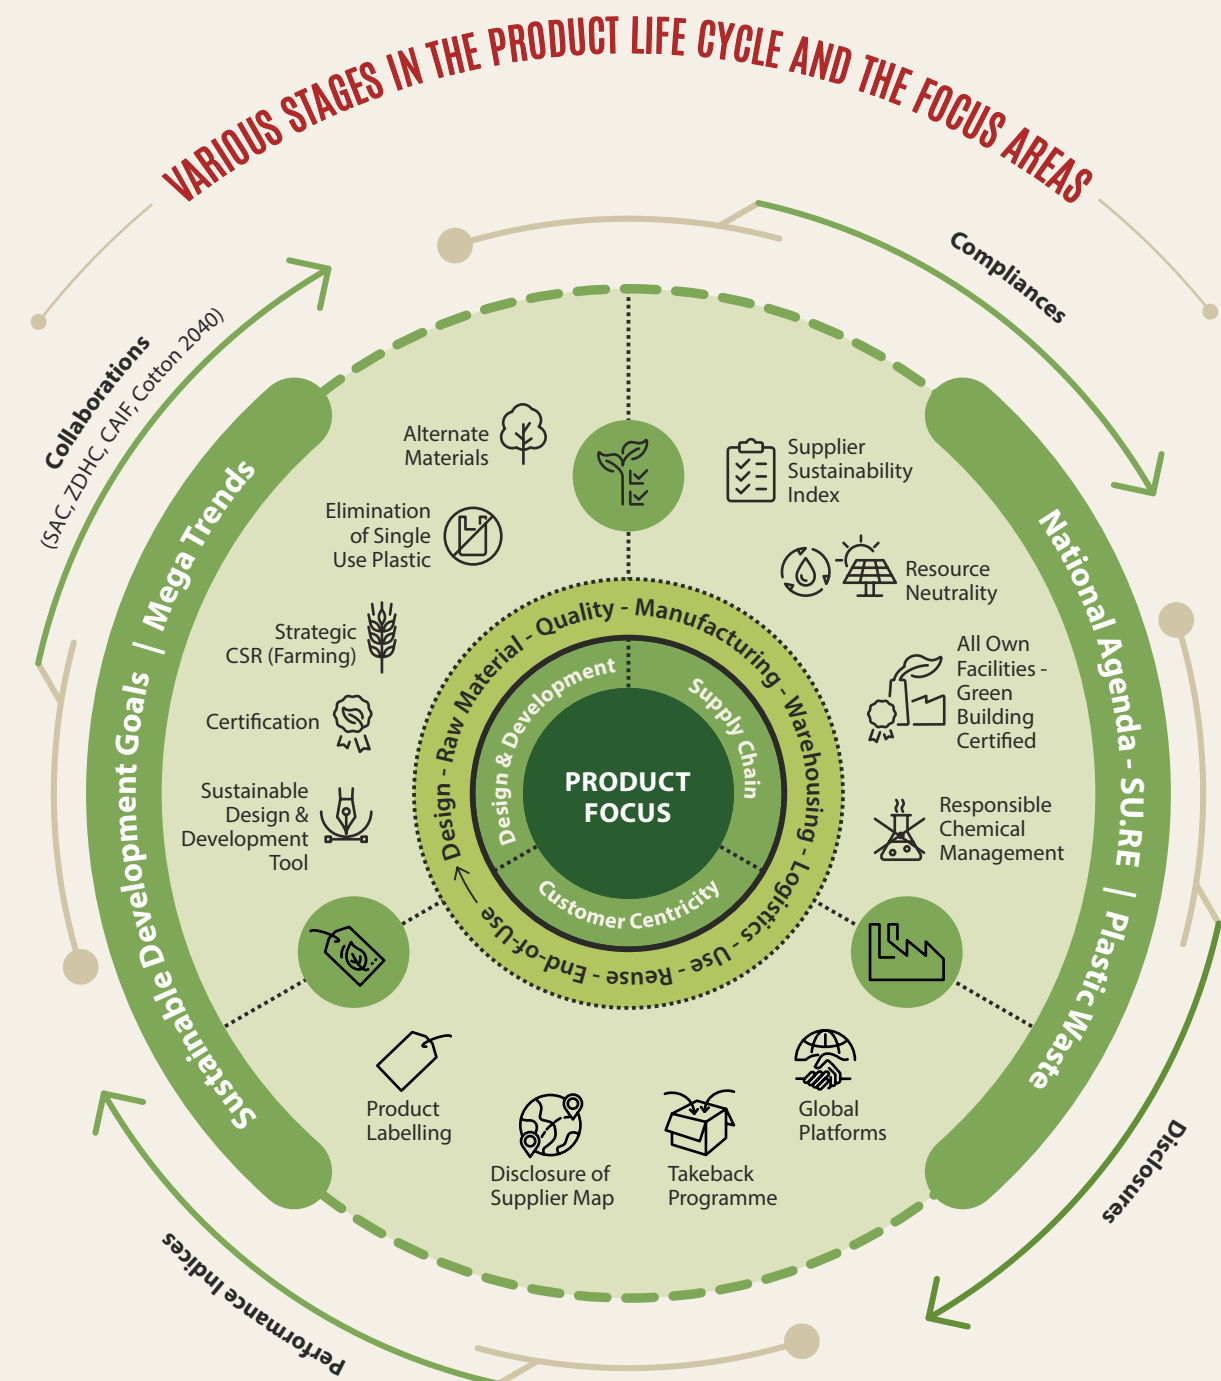 VARIOUS STAGES IN THE PRODUCT LIFE CYCLE AND THE FOCUS AREAS
Collaborations
(SAC, ZDHC, CAIF, Cotton 2040)
Compliances
Disclosures
Performance Indices
Sustainable Development Goals | Mega Trends
National Agenda - SU.RE | Plastic Waste
Alternate
Materials
Elimination
of Single
Use Plastic
Strategic
CSR (Farming)
Certification
Sustainable
Design &
Development
Tool
Supplier
Sustainability
Index
Resource
Neutrality
All Own
Facilities -
Green
Building
Certified
Responsible
Chemical
Management
Design - Raw Material - Quality - Manufacturing - Warehousing - Logistics - Use - Reuse - End-of-Use
Design & Development
Supply Chain
Customer Centricity
PRODUCT
FOCUS
Product
Labelling
Disclosure of
Supplier Map
Takeback
Programme
Global
Platforms